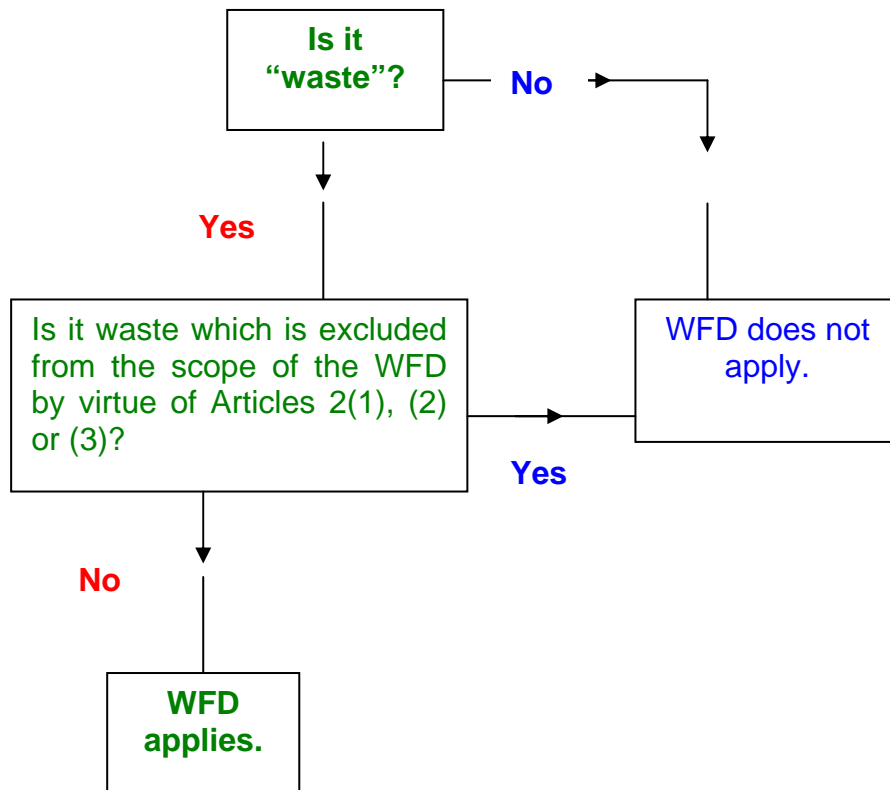 Is it
“waste”?
No
Yes
Is it waste which is excluded
from the scope of the WFD
by virtue of Articles 2(1), (2)
or (3)?
WFD does not
apply.
Yes
No
WFD
applies.